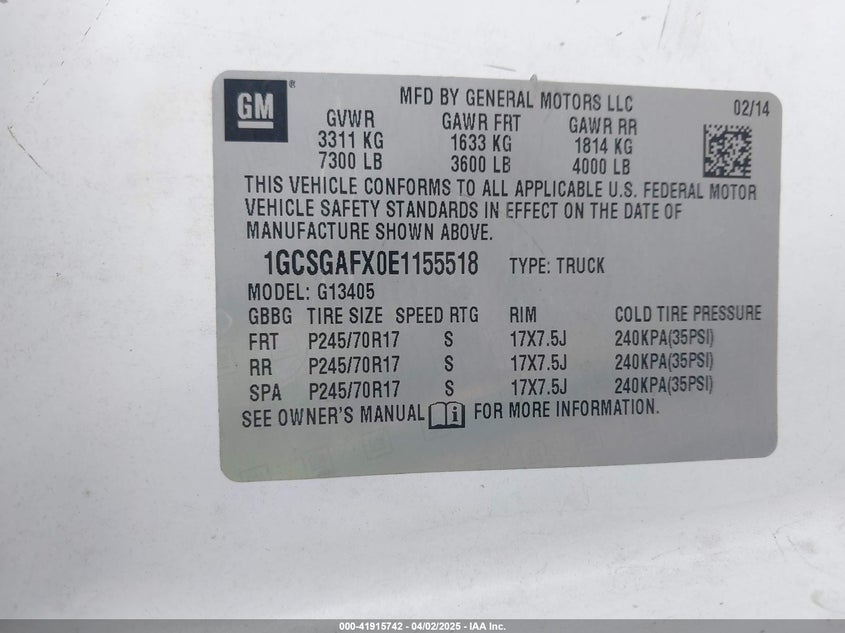 GM ®
MFD BY GENERAL MOTORS LLC 02/14
GVWR GAWR FRT GAWR RR
3311 KG 1633 KG 1814 KG
7300 LB 3600 LB 4000 LB
THIS VEHICLE CONFORMS TO ALL APPLICABLE U.S. FEDERAL MOTOR
VEHICLE SAFETY STANDARDS IN EFFECT ON THE DATE OF
MANUFACTURE SHOWN ABOVE.
1GCSGAFX0E1155518 TYPE: TRUCK
MODEL: G13405
GBBG TIRE SIZE SPEED RTG RIM COLD TIRE PRESSURE
FRT P245/70R17 S 17X7.5J 240KPA(35PSI)
RR P245/70R17 S 17X7.5J 240KPA(35PSI)
SPA P245/70R17 S 17X7.5J 240KPA(35PSI)
SEE OWNER'S MANUAL i FOR MORE INFORMATION.
000-41915742 - 04/02/2025 - IAA Inc.